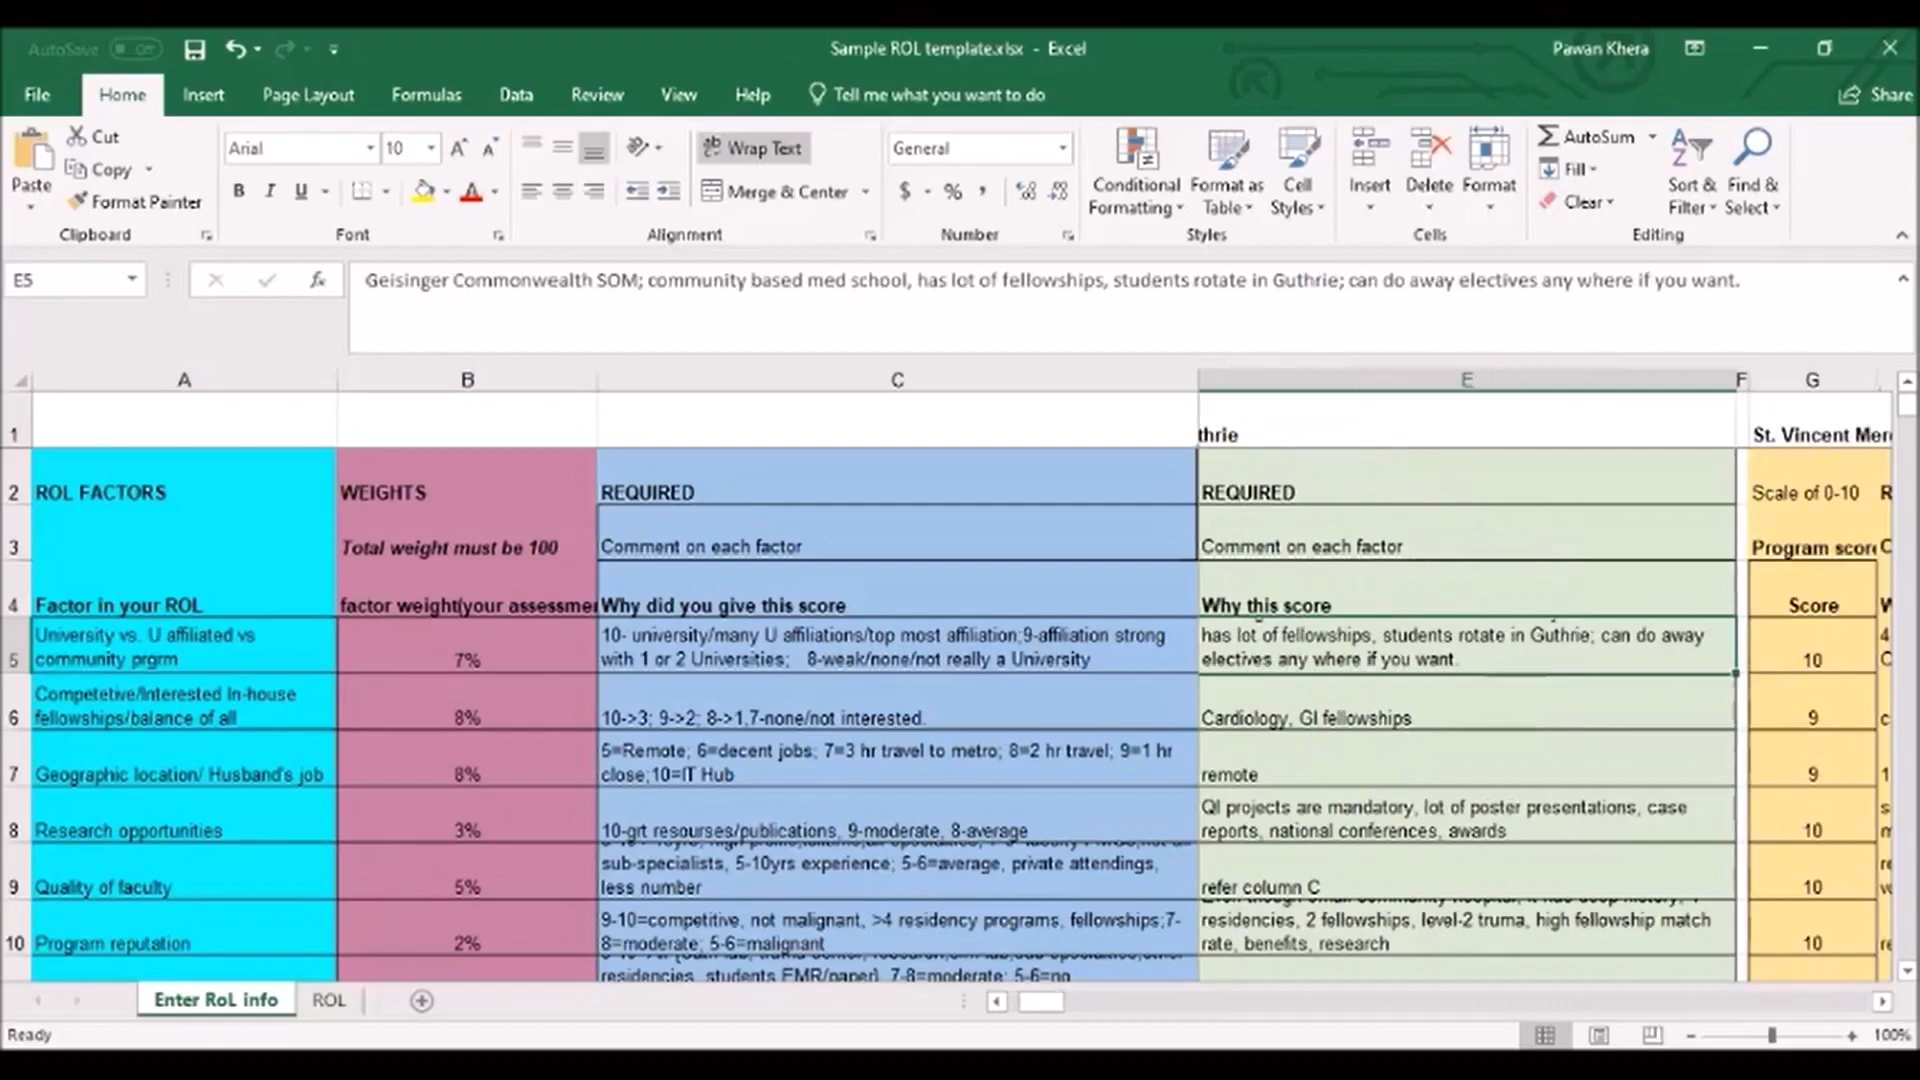 AutoSave Off
Sample ROL template.xlsx - Excel
Pawan Khera
File Home Insert Page Layout Formulas Data Review View Help Tell me what you want to do Share
Paste
Cut
Copy
Format Painter
Clipboard
Arial 10
B I U
Font
Wrap Text
Merge & Center
Alignment
General
$ % ,
Number
Conditional Formatting
Format as Table
Cell Styles
Styles
Insert Delete Format
Cells
AutoSum
Fill
Clear
Sort & Filter
Find & Select
Editing
E5 fx Geisinger Commonwealth SOM; community based med school, has lot of fellowships, students rotate in Guthrie; can do away electives any where if you want.
A B C E F G
1 thrie St. Vincent Mer
2 ROL FACTORS WEIGHTS REQUIRED REQUIRED Scale of 0-10 R
3 Total weight must be 100 Comment on each factor Comment on each factor Program score
4 Factor in your ROL factor weight(your assessmen Why did you give this score Why this score Score
5 University vs. U affiliated vs community prgrm 7% 10- university/many U affiliations/top most affiliation;9-affiliation strong with 1 or 2 Universities; 8-weak/none/not really a University has lot of fellowships, students rotate in Guthrie; can do away electives any where if you want. 10
6 Competetive/Interested In-house fellowships/balance of all 8% 10->3; 9->2; 8->1,7-none/not interested. Cardiology, GI fellowships 9
7 Geographic location/ Husband's job 8% 5=Remote; 6=decent jobs; 7=3 hr travel to metro; 8=2 hr travel; 9=1 hr close;10=IT Hub remote 9
8 Research opportunities 3% 10-grt resourses/publications, 9-moderate, 8-average QI projects are mandatory, lot of poster presentations, case reports, national conferences, awards 10
9 Quality of faculty 5% sub-specialists, 5-10yrs experience; 5-6=average, private attendings, less number refer column C 10
10 Program reputation 2% 9-10=competitive, not malignant, >4 residency programs, fellowships;7-8=moderate; 5-6=malignant residencies, 2 fellowships, level-2 truma, high fellowship match rate, benefits, research 10
residencies, students EMR/paper), 7-8=moderate; 5-6=no
Enter RoL info ROL
Ready 100%